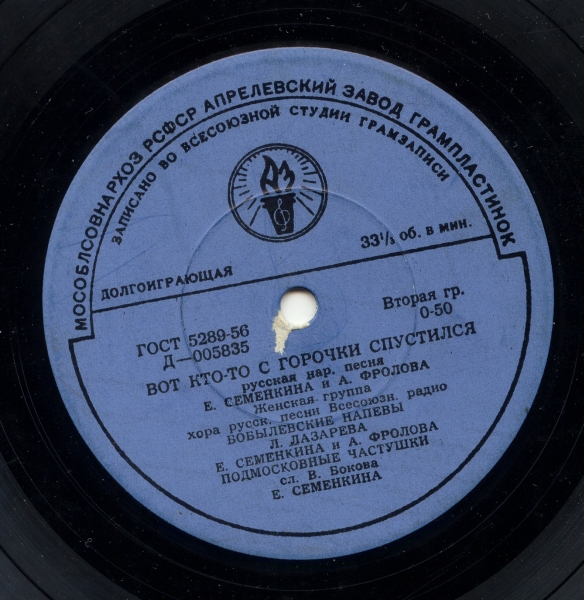 МОСОБЛСОВНАРХОЗ РСФСР АПРЕЛЕВСКИЙ ЗАВОД ГРАМПЛАСТИНОК
ЗАПИСАНО ВО ВСЕСОЮЗНОЙ СТУДИИ ГРАМЗАПИСИ
АЗ
ДОЛГОИГРАЮЩАЯ
33⅓ об. в мин.
ГОСТ 5289-56
Д—005835
Вторая гр.
0-50
ВОТ КТО-ТО С ГОРОЧКИ СПУСТИЛСЯ
русская нар. песня
Е. СЕМЕНКИНА и А. ФРОЛОВА
Женская группа
хора русск. песни Всесоюзн. радио
БОБЫЛЕВСКИЕ НАПЕВЫ
Л. ЛАЗАРЕВА
Е. СЕМЕНКИНА и А. ФРОЛОВА
ПОДМОСКОВНЫЕ ЧАСТУШКИ
сл. В. Бокова
Е. СЕМЕНКИНА